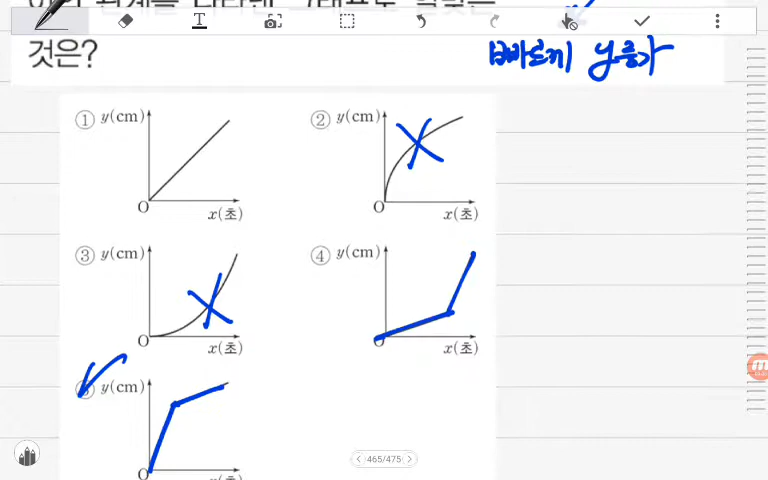 것은?
빠르게 y증가
① y(cm)
O
x(초)
② y(cm)
O
x(초)
③ y(cm)
O
x(초)
④ y(cm)
O
x(초)
y(cm)
O
465/475